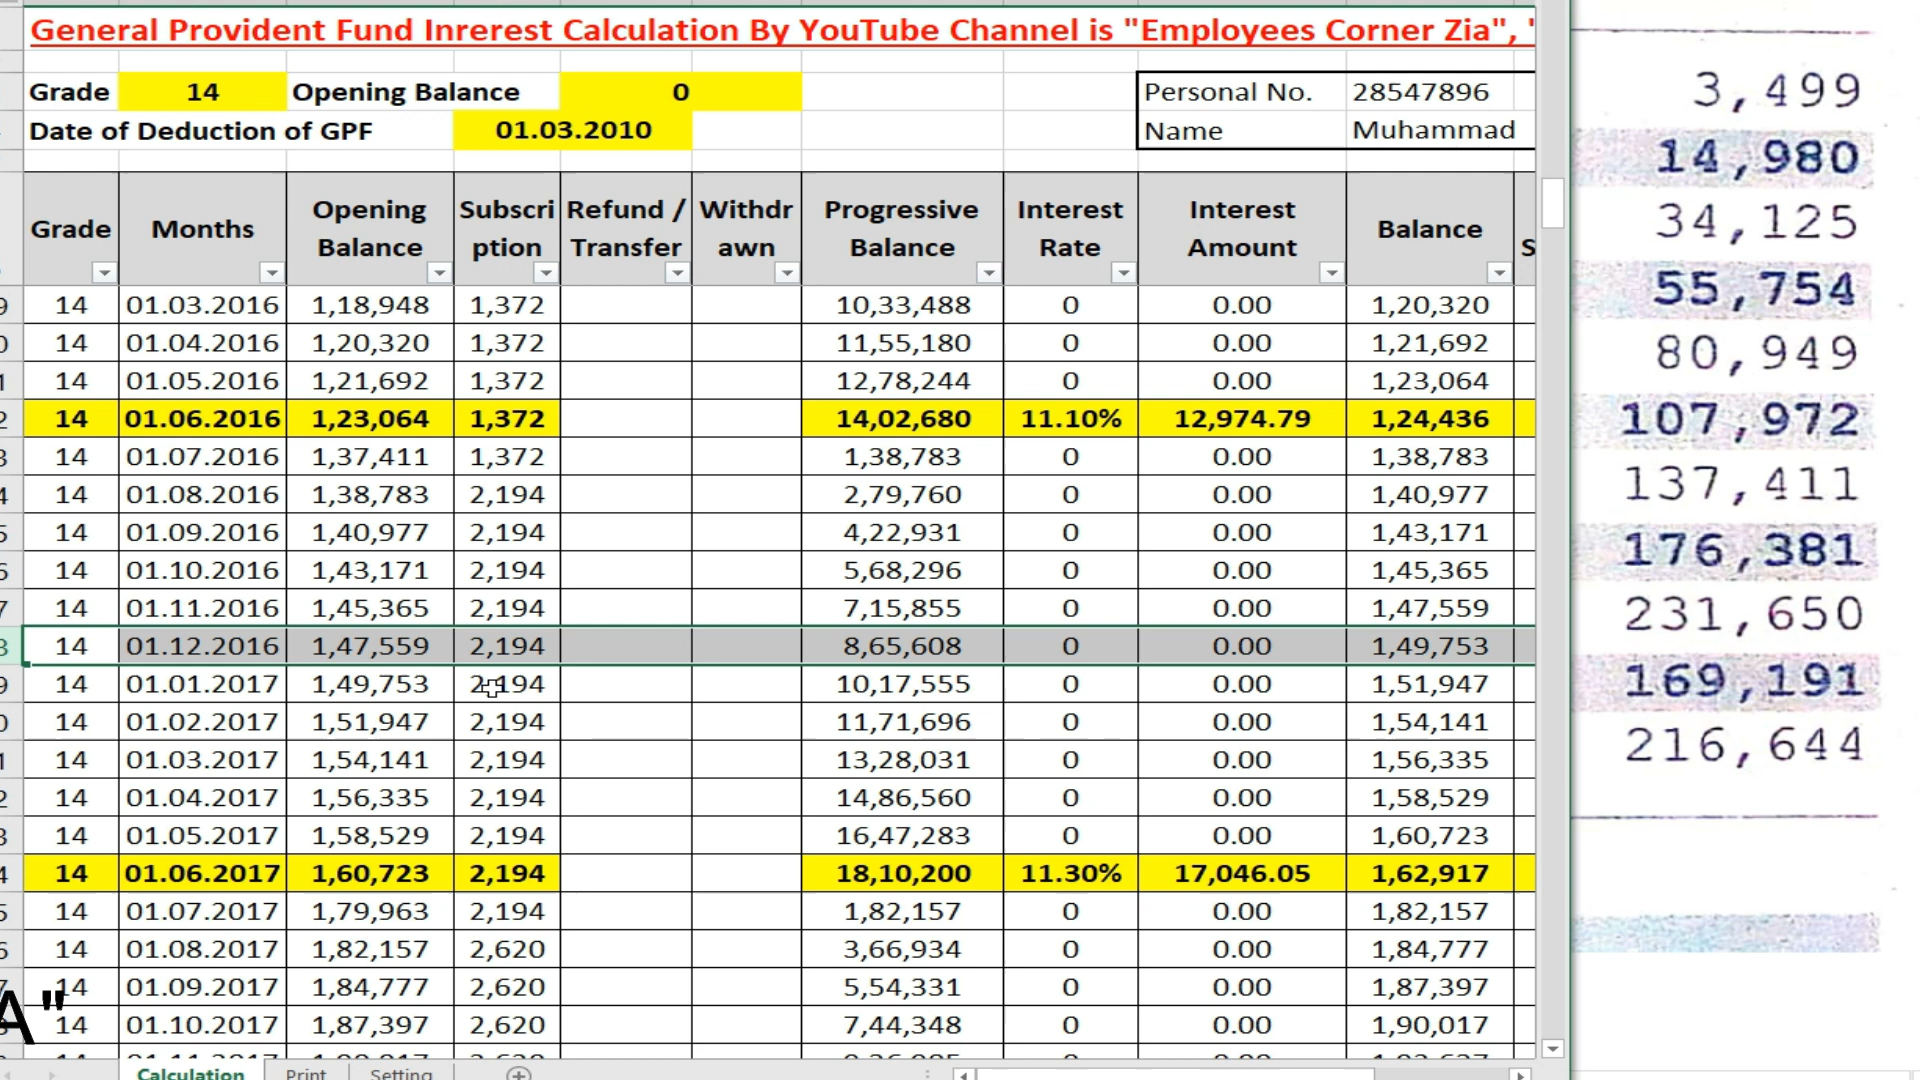 General Provident Fund Inrerest Calculation By YouTube Channel is "Employees Corner Zia", "
Grade 14 Opening Balance 0 Personal No. 28547896
Date of Deduction of GPF 01.03.2010 Name Muhammad
Grade Months Opening Balance Subscri ption Refund / Transfer Withdr awn Progressive Balance Interest Rate Interest Amount Balance S
14 01.03.2016 1,18,948 1,372 10,33,488 0 0.00 1,20,320
14 01.04.2016 1,20,320 1,372 11,55,180 0 0.00 1,21,692
14 01.05.2016 1,21,692 1,372 12,78,244 0 0.00 1,23,064
14 01.06.2016 1,23,064 1,372 14,02,680 11.10% 12,974.79 1,24,436
14 01.07.2016 1,37,411 1,372 1,38,783 0 0.00 1,38,783
14 01.08.2016 1,38,783 2,194 2,79,760 0 0.00 1,40,977
14 01.09.2016 1,40,977 2,194 4,22,931 0 0.00 1,43,171
14 01.10.2016 1,43,171 2,194 5,68,296 0 0.00 1,45,365
14 01.11.2016 1,45,365 2,194 7,15,855 0 0.00 1,47,559
14 01.12.2016 1,47,559 2,194 8,65,608 0 0.00 1,49,753
14 01.01.2017 1,49,753 2,194 10,17,555 0 0.00 1,51,947
14 01.02.2017 1,51,947 2,194 11,71,696 0 0.00 1,54,141
14 01.03.2017 1,54,141 2,194 13,28,031 0 0.00 1,56,335
14 01.04.2017 1,56,335 2,194 14,86,560 0 0.00 1,58,529
14 01.05.2017 1,58,529 2,194 16,47,283 0 0.00 1,60,723
14 01.06.2017 1,60,723 2,194 18,10,200 11.30% 17,046.05 1,62,917
14 01.07.2017 1,79,963 2,194 1,82,157 0 0.00 1,82,157
14 01.08.2017 1,82,157 2,620 3,66,934 0 0.00 1,84,777
14 01.09.2017 1,84,777 2,620 5,54,331 0 0.00 1,87,397
14 01.10.2017 1,87,397 2,620 7,44,348 0 0.00 1,90,017
A"
Calculation Print Setting
3,499
14,980
34,125
55,754
80,949
107,972
137,411
176,381
231,650
169,191
216,644